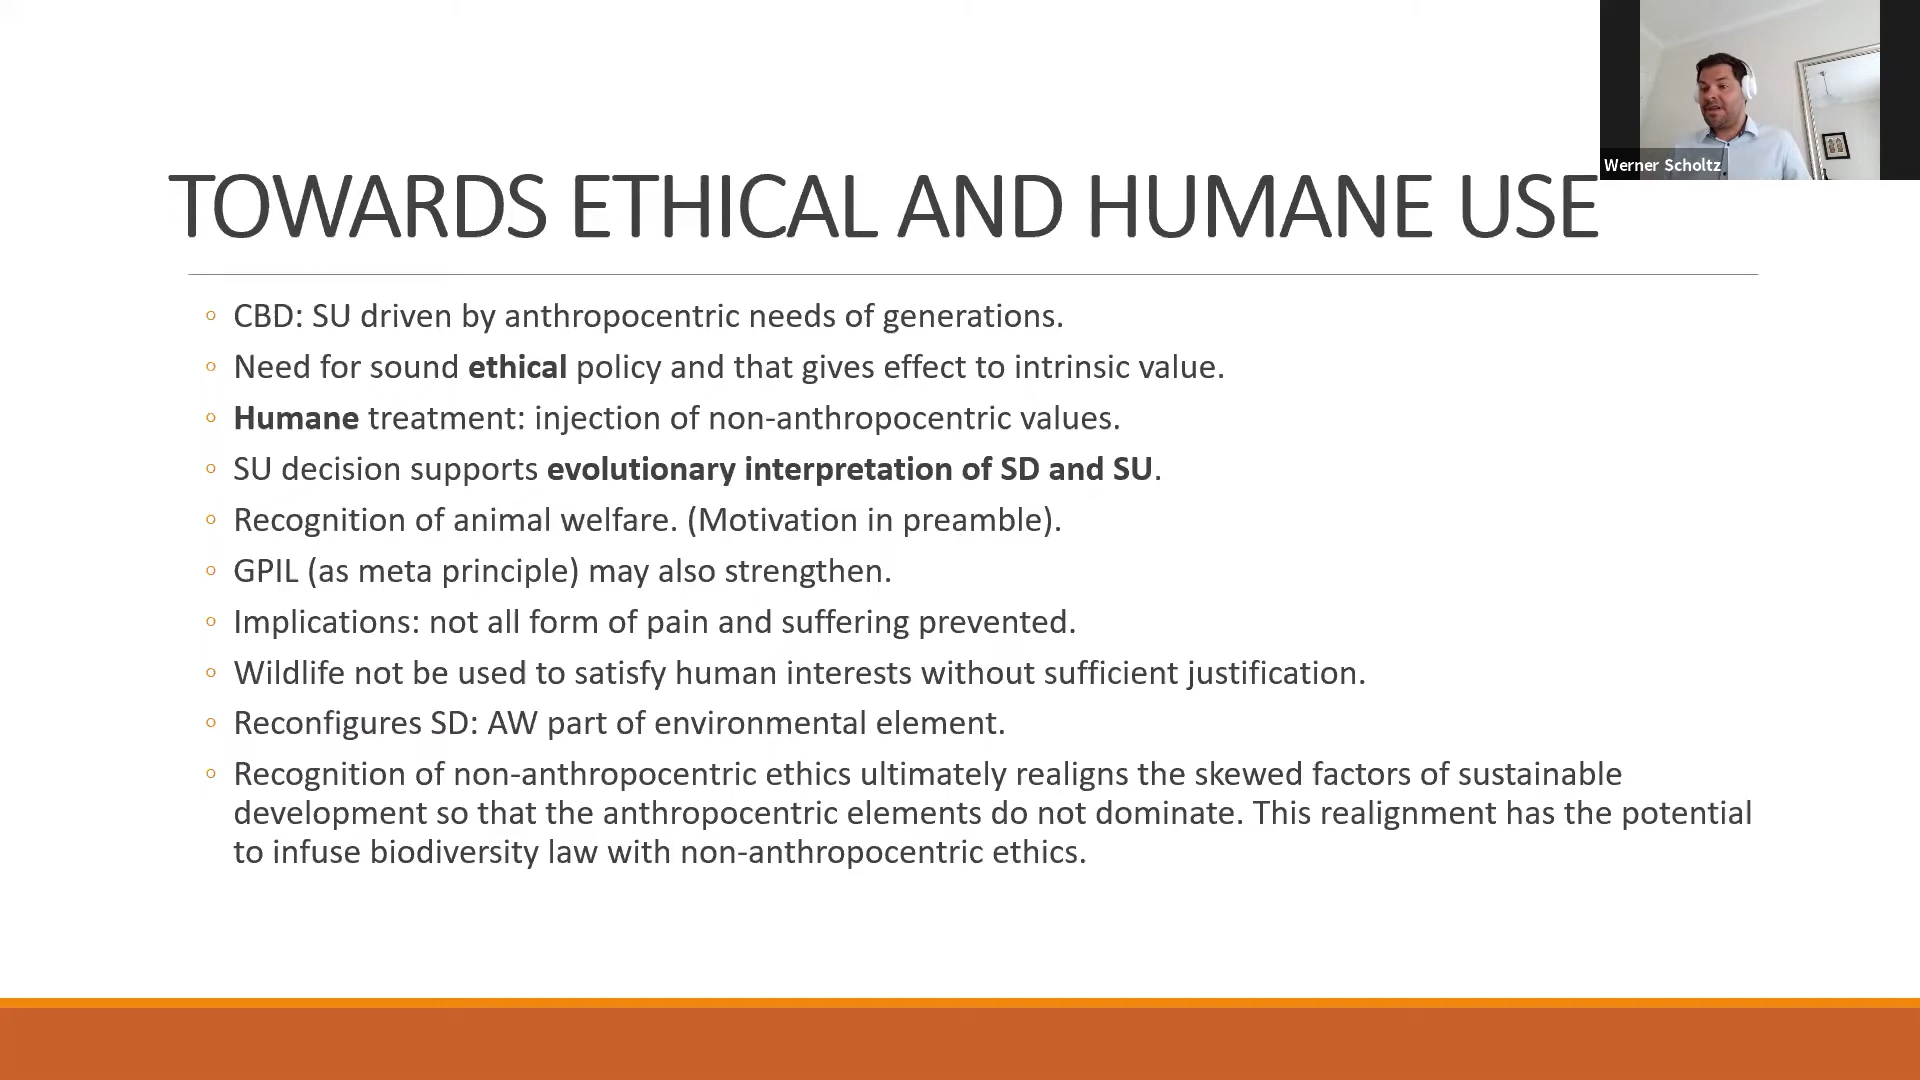 Werner Scholtz
TOWARDS ETHICAL AND HUMANE USE
◦ CBD: SU driven by anthropocentric needs of generations.
◦ Need for sound ethical policy and that gives effect to intrinsic value.
◦ Humane treatment: injection of non-anthropocentric values.
◦ SU decision supports evolutionary interpretation of SD and SU.
◦ Recognition of animal welfare. (Motivation in preamble).
◦ GPIL (as meta principle) may also strengthen.
◦ Implications: not all form of pain and suffering prevented.
◦ Wildlife not be used to satisfy human interests without sufficient justification.
◦ Reconfigures SD: AW part of environmental element.
◦ Recognition of non-anthropocentric ethics ultimately realigns the skewed factors of sustainable
development so that the anthropocentric elements do not dominate. This realignment has the potential
to infuse biodiversity law with non-anthropocentric ethics.